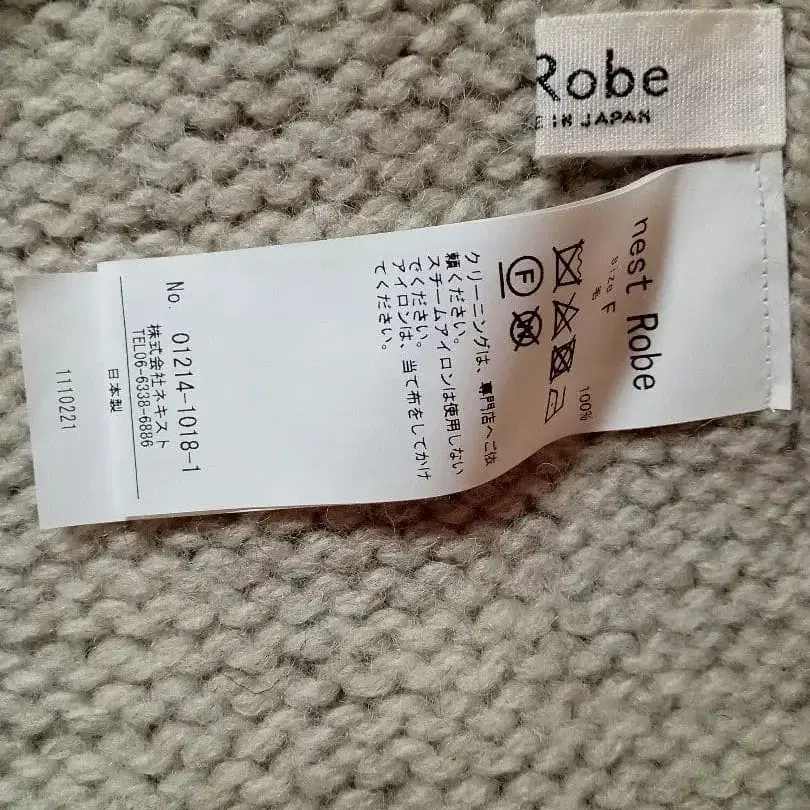 Robe
E IN JAPAN
nest Robe
size F
毛 100%
F
クリーニングは、専門店へご依
頼ください。
スチームアイロンは使用しない
でください。
アイロンは、当て布をしてかけ
てください。
No. 01214-1018-1
株式会社ネキスト
TEL06-6338-6886
日本製
1110221